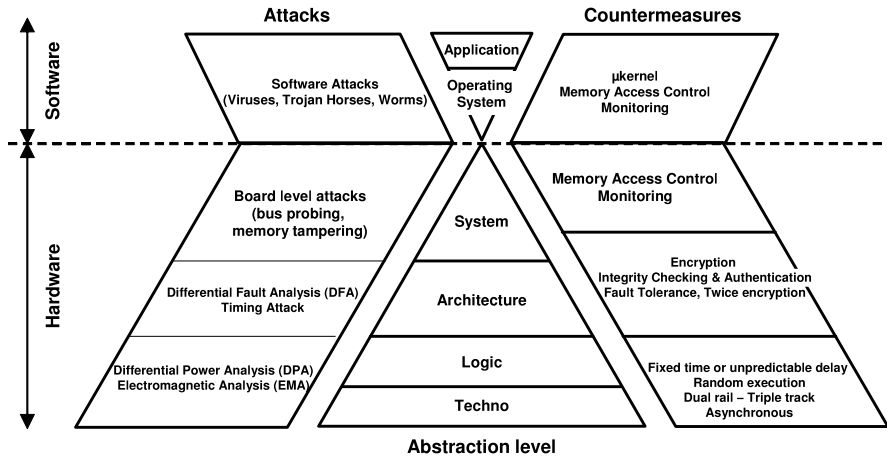 Attacks
Countermeasures
Software
Hardware
Software Attacks
(Viruses, Trojan Horses, Worms)
Application
Operating
System
µkernel
Memory Access Control
Monitoring
Board level attacks
(bus probing,
memory tampering)
System
Memory Access Control
Monitoring
Differential Fault Analysis (DFA)
Timing Attack
Architecture
Encryption
Integrity Checking & Authentication
Fault Tolerance, Twice encryption
Differential Power Analysis (DPA)
Electromagnetic Analysis (EMA)
Logic
Techno
Fixed time or unpredictable delay
Random execution
Dual rail – Triple track
Asynchronous
Abstraction level